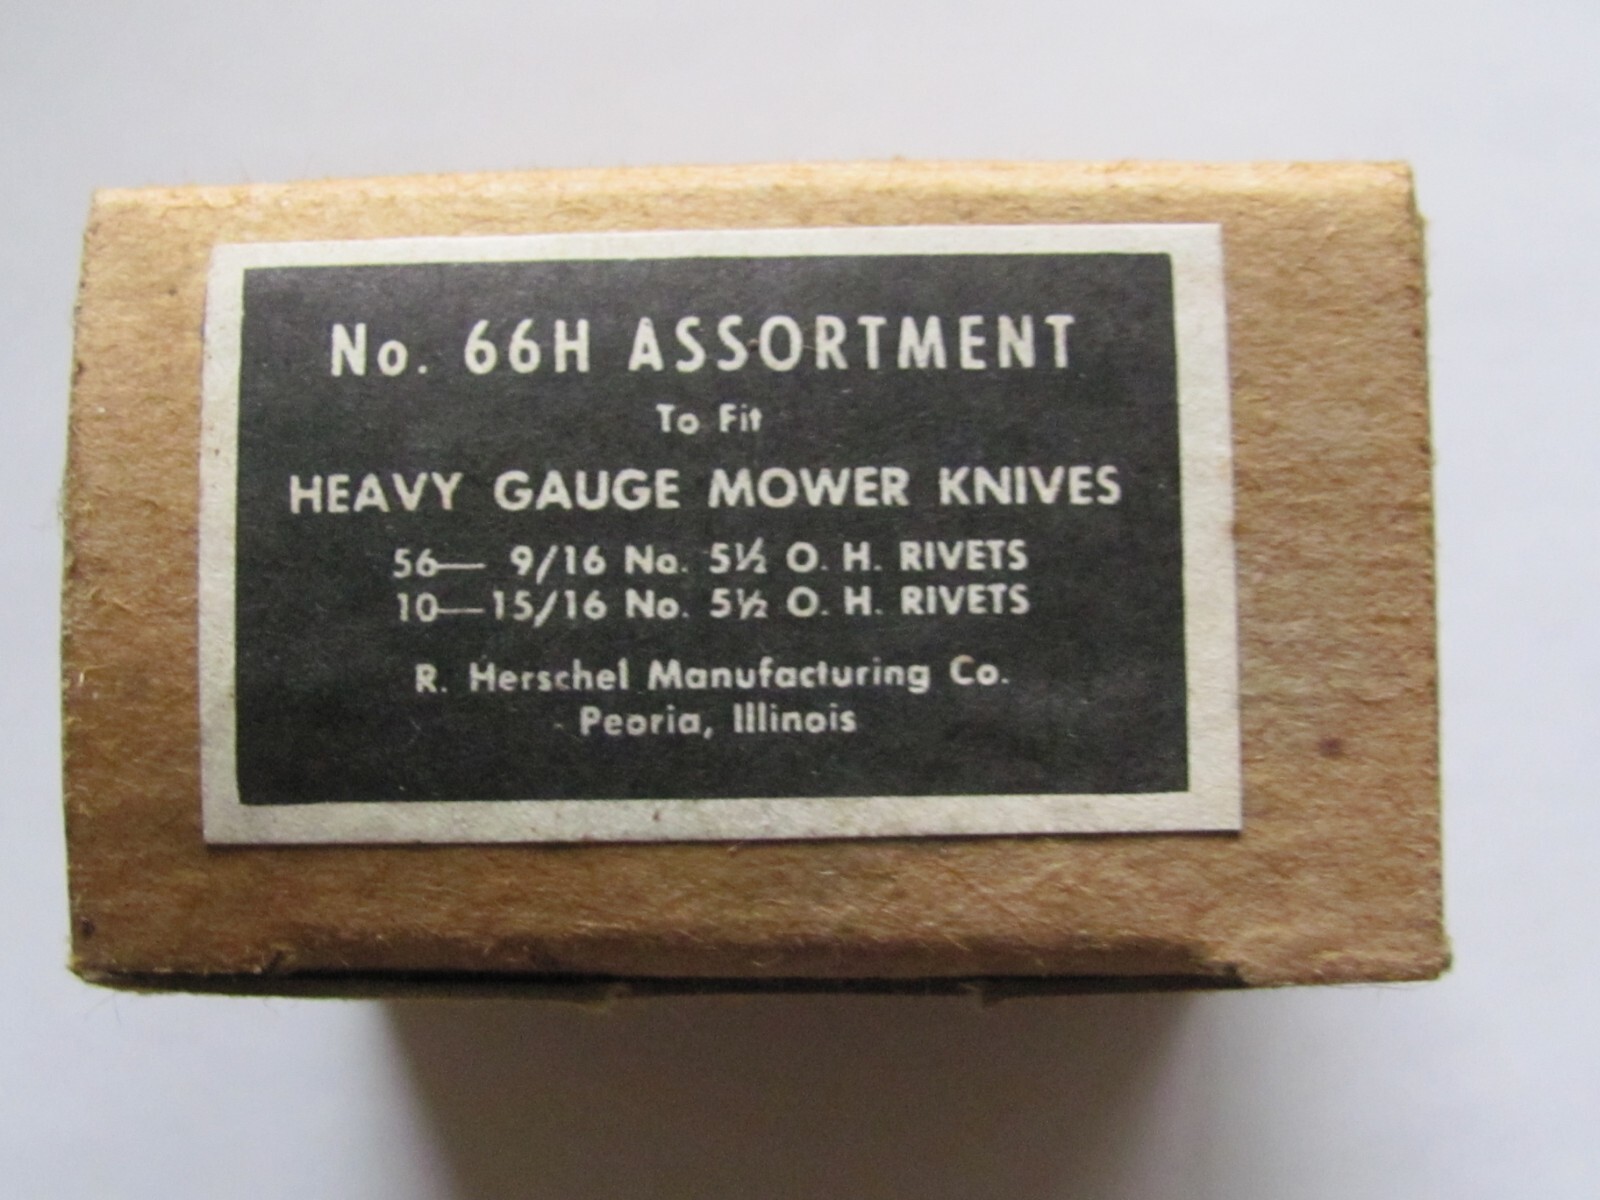 No. 66H ASSORTMENT
To Fit
HEAVY GAUGE MOWER KNIVES
56— 9/16 No. 5½ O. H. RIVETS
10—15/16 No. 5½ O. H. RIVETS
R. Herschel Manufacturing Co.
Peoria, Illinois